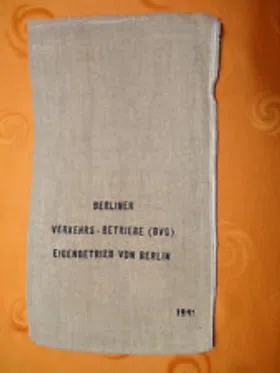 BERLINER
VERKEHRS-BETRIEBE (BVG)
EIGENBETRIEB VON BERLIN
1941